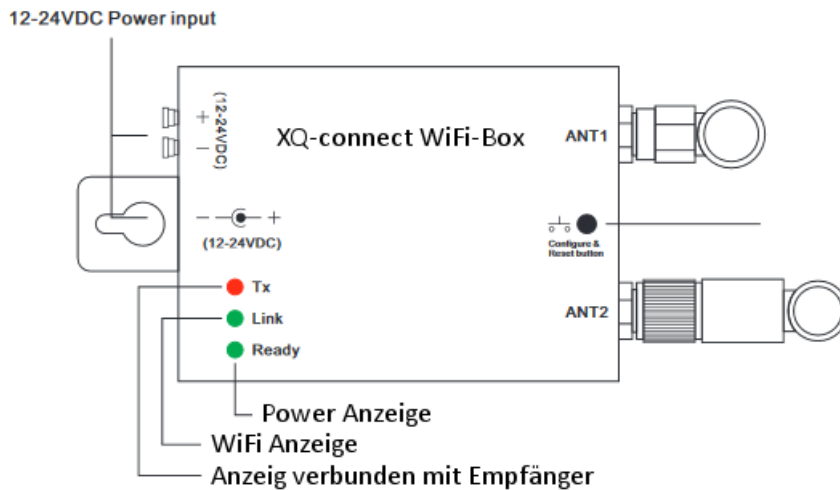 12-24VDC Power input
+
−
(12-24VDC)
XQ-connect WiFi-Box
ANT1
− +
(12-24VDC)
Configure &
Reset button
Tx
Link
Ready
ANT2
Power Anzeige
WiFi Anzeige
Anzeig verbunden mit Empfänger